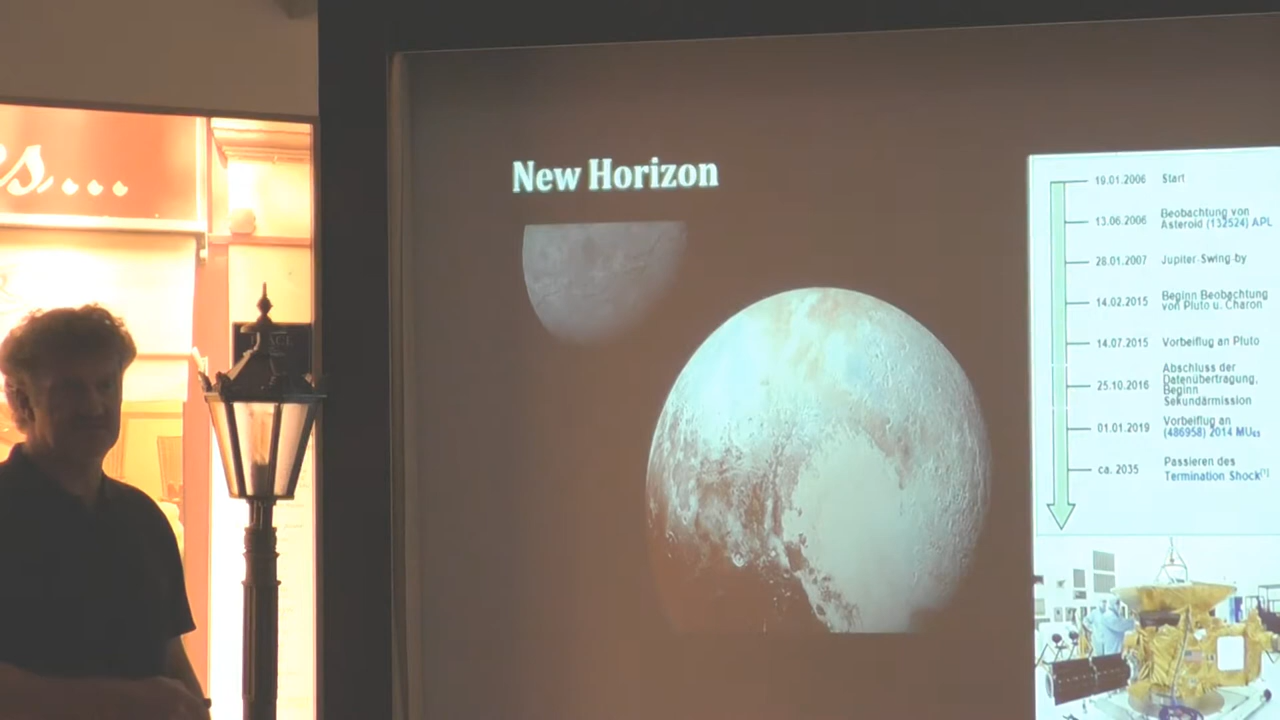 s...
New Horizon
19.01.2006 Start
13.06.2006 Beobachtung von
Asteroid (132524) APL
28.01.2007 Jupiter-Swing-by
14.02.2015 Beginn Beobachtung
von Pluto u. Charon
14.07.2015 Vorbeiflug an Pluto
25.10.2016 Abschluss der
Datenübertragung,
Beginn
Sekundärmission
01.01.2019 Vorbeiflug an
(486958) 2014 MU69
ca. 2035 Passieren des
Termination Shock[1]